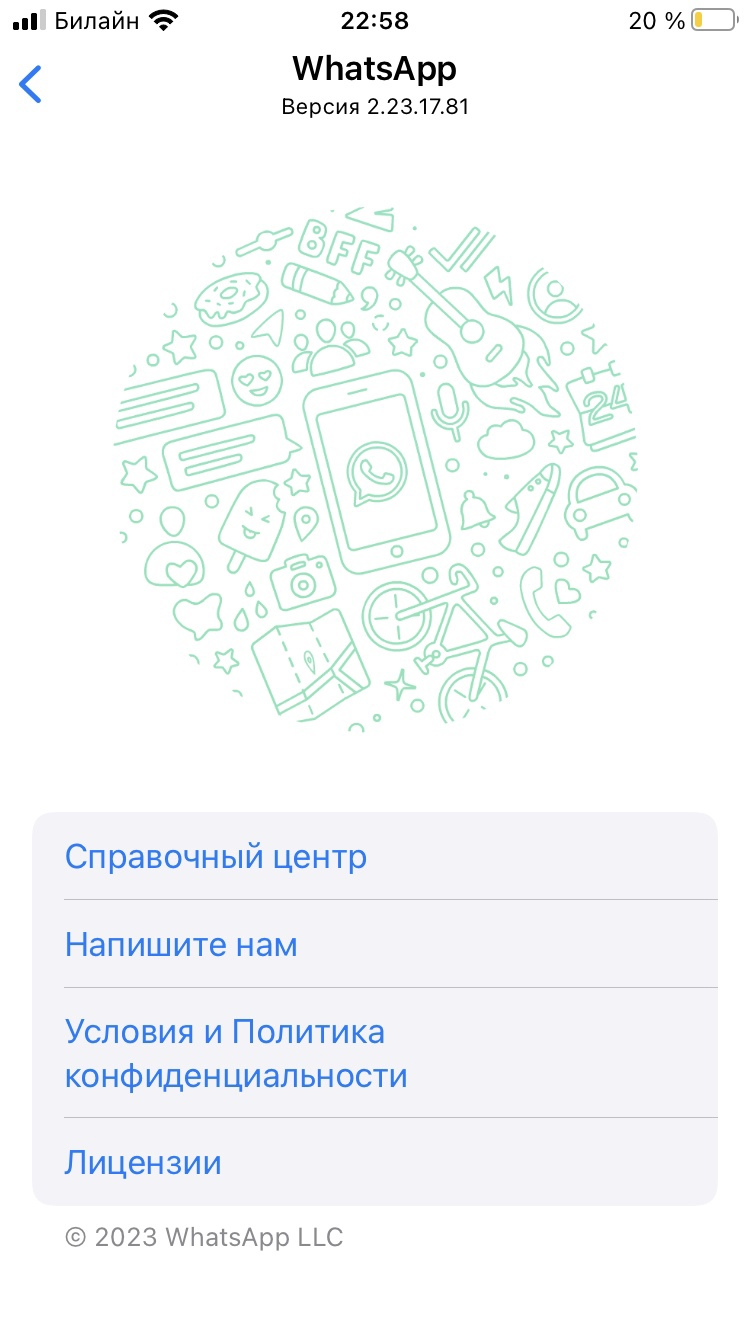 Билайн 22:58 20 %
WhatsApp
Версия 2.23.17.81
BFF
24
Справочный центр
Напишите нам
Условия и Политика
конфиденциальности
Лицензии
© 2023 WhatsApp LLC